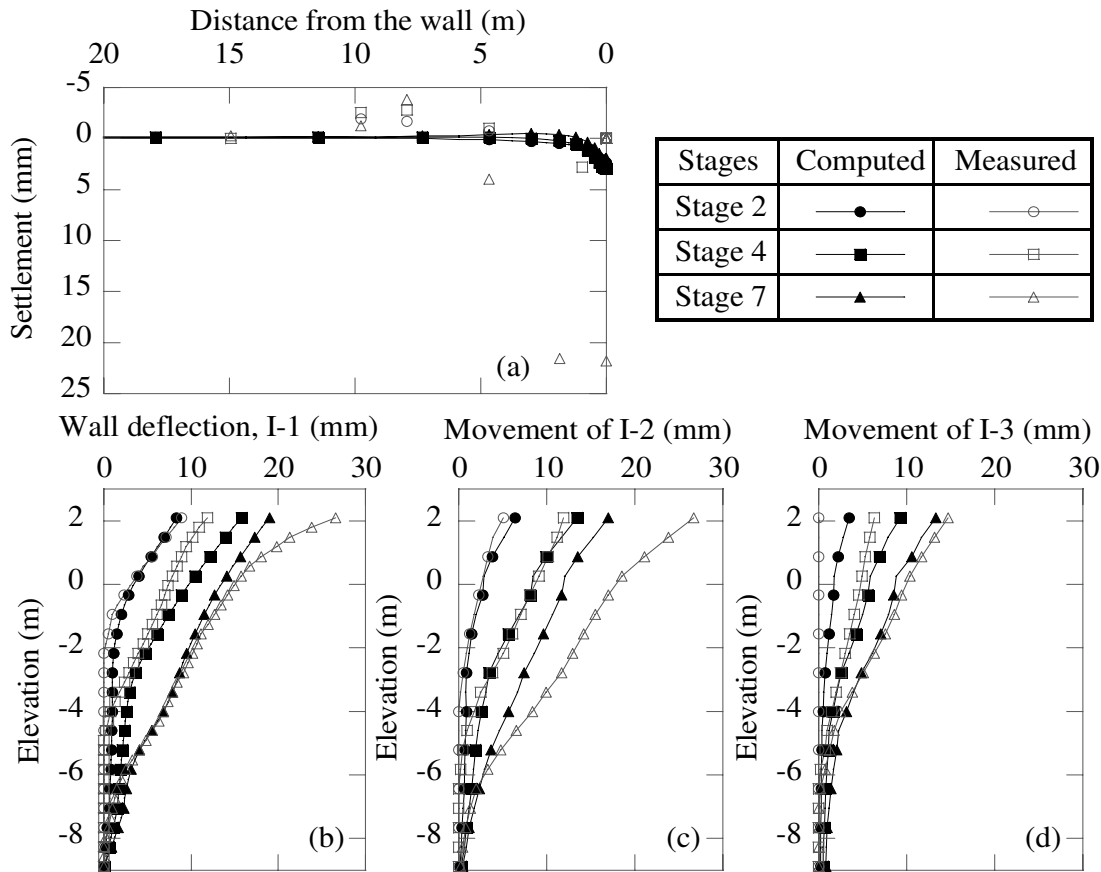 Distance from the wall (m)
20 15 10 5 0
-5
0
5
10
15
20
25
Settlement (mm)
(a)
Stages Computed Measured
Stage 2
Stage 4
Stage 7
Wall deflection, I-1 (mm)
0 10 20 30
2
0
-2
-4
-6
-8
Elevation (m)
(b)
Movement of I-2 (mm)
0 10 20 30
2
0
-2
-4
-6
-8
Elevation (m)
(c)
Movement of I-3 (mm)
0 10 20 30
2
0
-2
-4
-6
-8
Elevation (m)
(d)